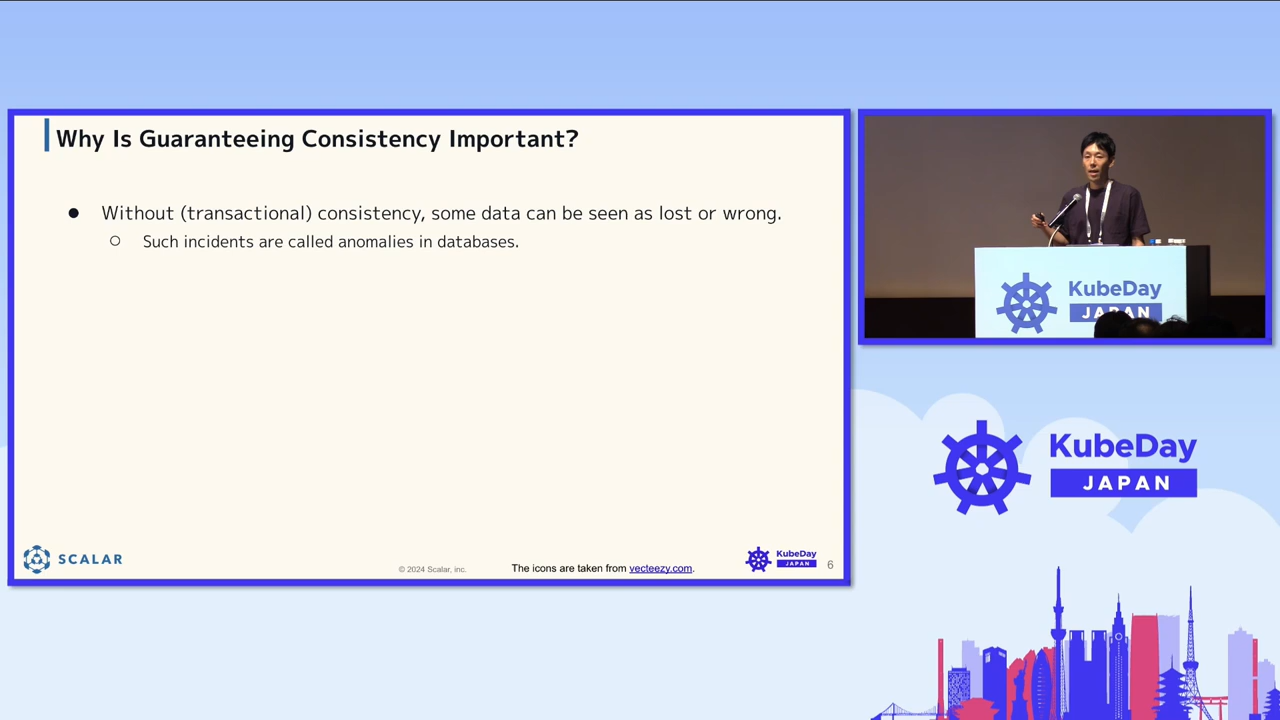 Why Is Guaranteeing Consistency Important?
● Without (transactional) consistency, some data can be seen as lost or wrong.
○ Such incidents are called anomalies in databases.
SCALAR
© 2024 Scalar, inc.
The icons are taken from vecteezy.com.
KubeDay
JAPAN
6
KubeDay
JAPAN
KubeDay
JAPAN